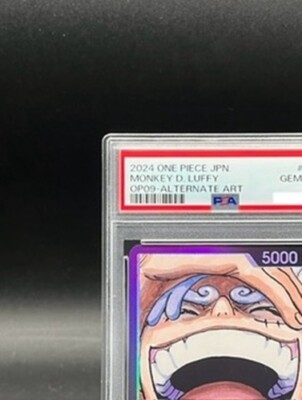 2024 ONE PIECE JPN #
MONKEY D. LUFFY GEM
OP09-ALTERNATE ART
PSA
5000